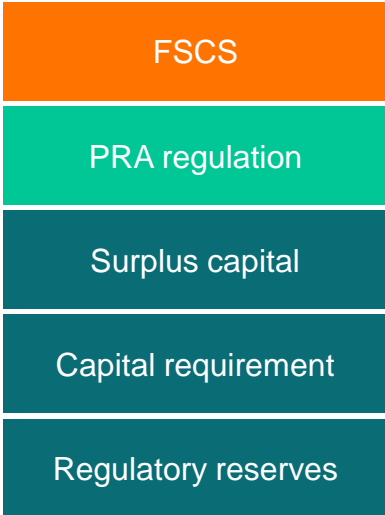 FSCS
PRA regulation
Surplus capital
Capital requirement
Regulatory reserves